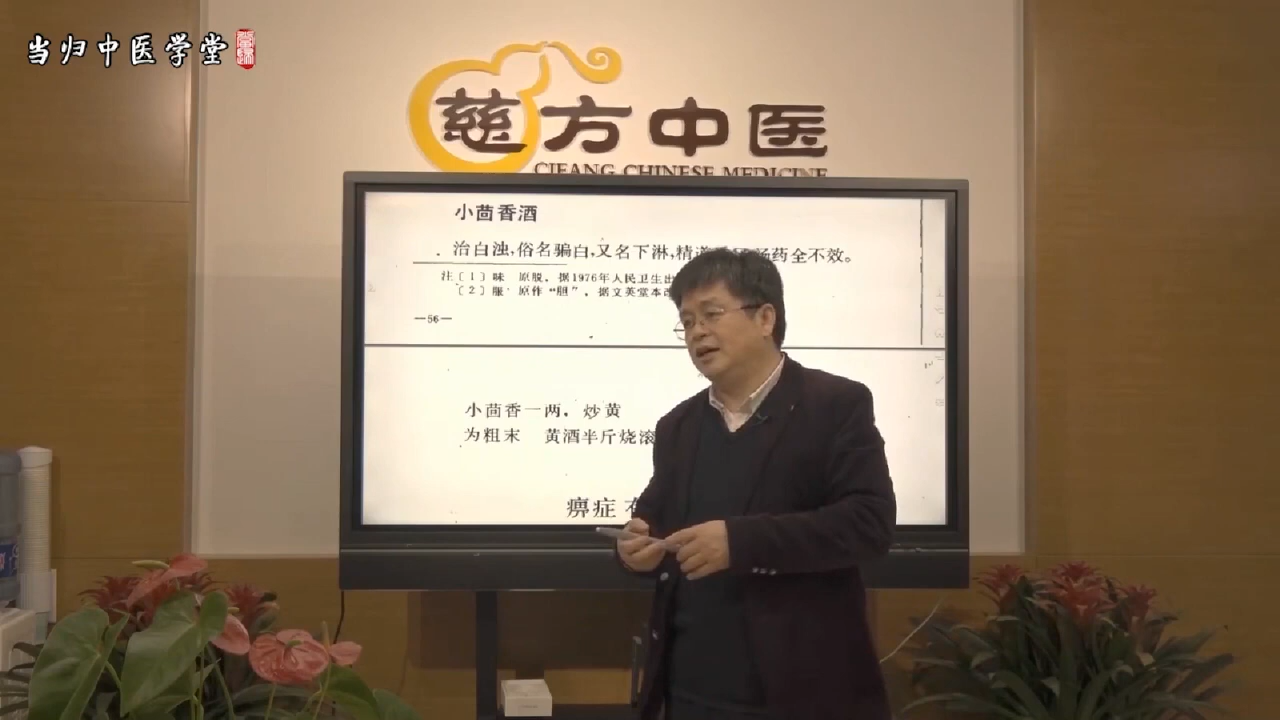 当归中医学堂
慈方中医
CIFANG CHINESE MEDICINE
小茴香酒
治白浊,俗名骗白,又名下淋,精道 药全不效。
注〔1〕味 原脱,据1976年人民卫生出
〔2〕服 原作“胆”,据文英堂本改
—56—
小茴香一两,炒黄
为粗末 黄酒半斤烧滚
痹症